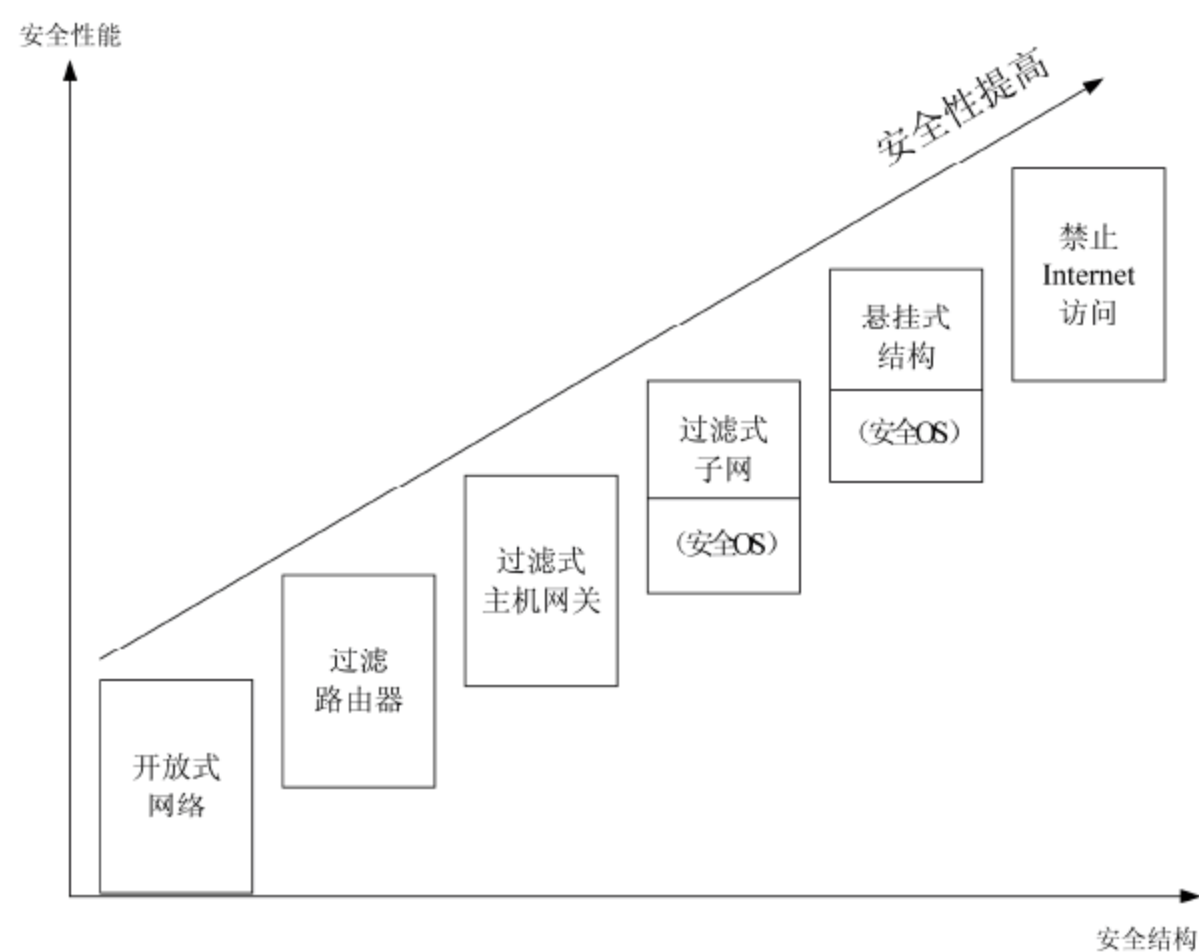 安全性能
安全性提高
禁止
Internet
访问
悬挂式
结构
（安全OS）
过滤式
子网
（安全OS）
过滤式
主机网关
过滤
路由器
开放式
网络
安全结构